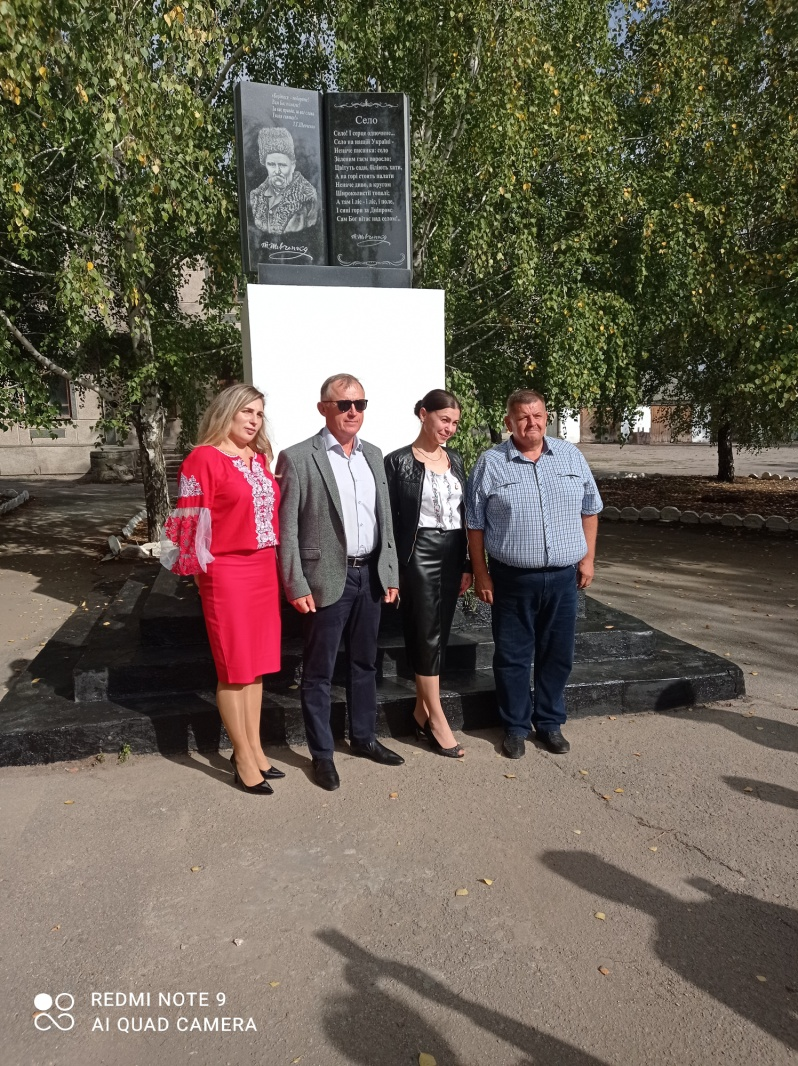 Т.Г.Шевченко
Село
Село! І серце одпочине...
Село на нашій Україні -
Неначе писанка: село
Зеленим гаєм поросло;
Цвітуть сади, біліють хати,
А на горі стоять палати
Неначе диво, а кругом
Широколисті тополі;
А там і ліс - і ліс, і поле,
І сині гори за Дніпром;
Сам Бог витає над селом!..
REDMI NOTE 9
AI QUAD CAMERA